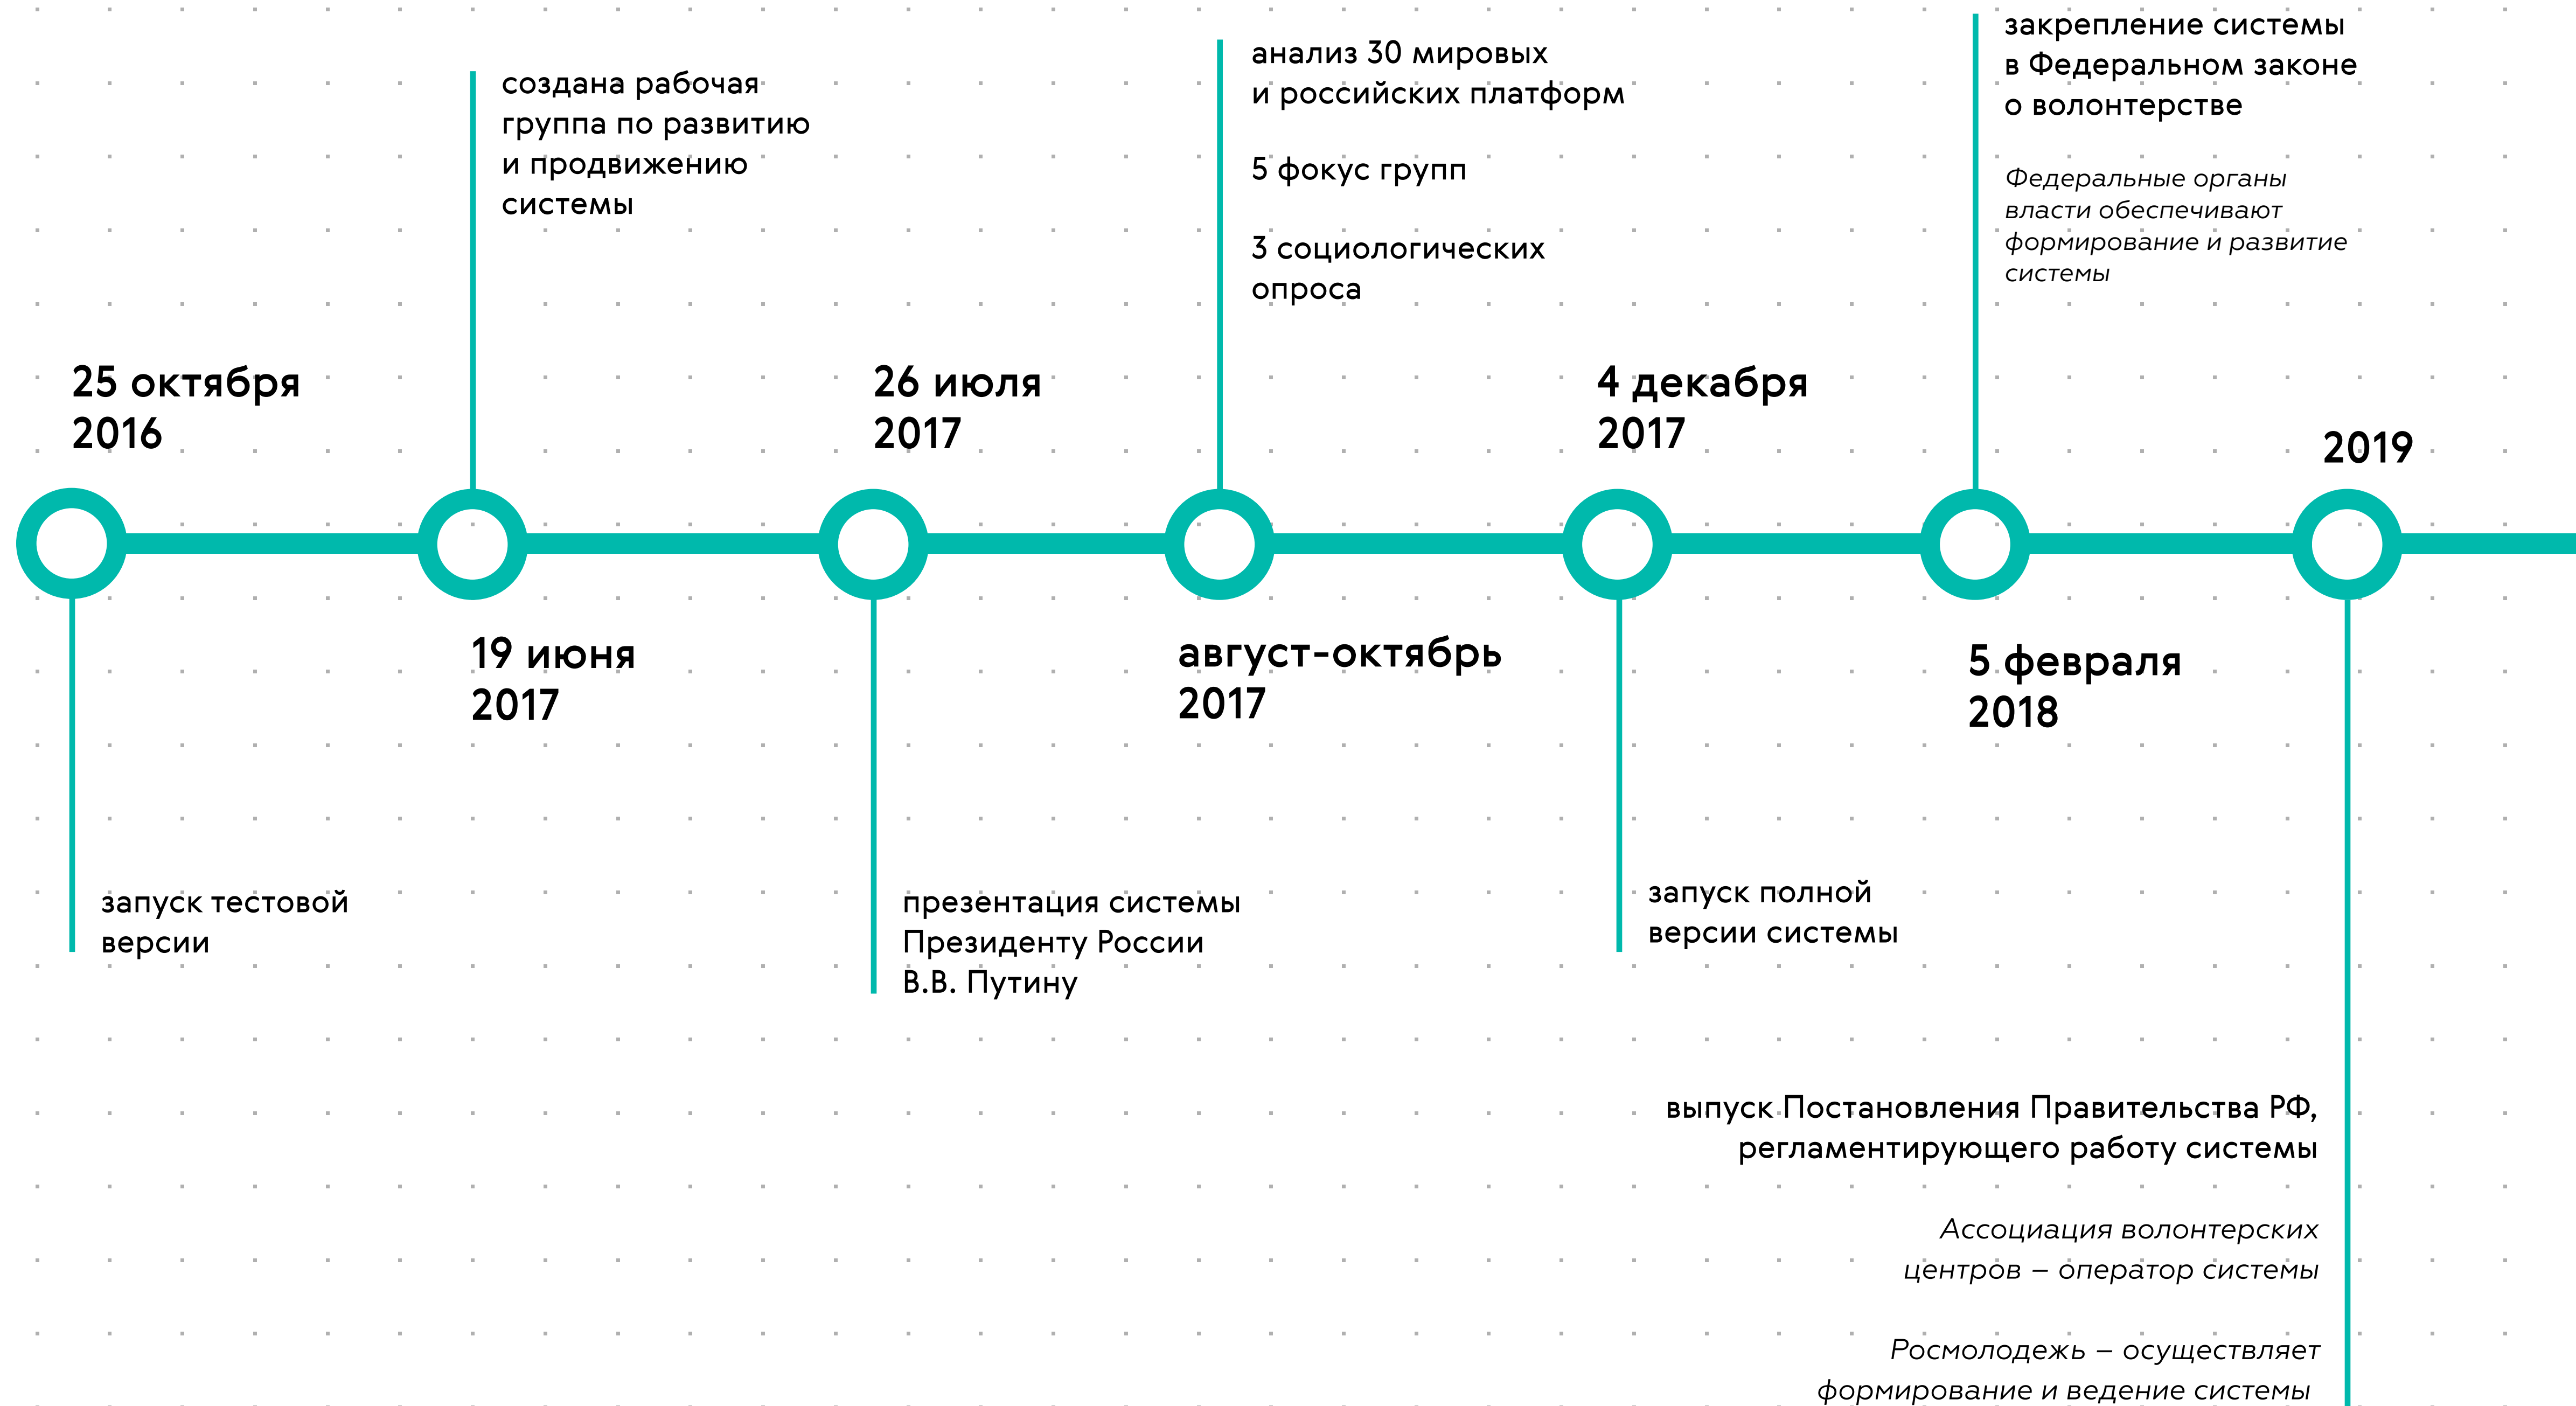 25 октября
2016
запуск тестовой
версии
создана рабочая
группа по развитию
и продвижению
системы
19 июня
2017
26 июля
2017
презентация системы
Президенту России
В.В. Путину
анализ 30 мировых
и российских платформ
5 фокус групп
3 социологических
опроса
август-октябрь
2017
4 декабря
2017
запуск полной
версии системы
закрепление системы
в Федеральном законе
о волонтерстве
Федеральные органы
власти обеспечивают
формирование и развитие
системы
5 февраля
2018
2019
выпуск Постановления Правительства РФ,
регламентирующего работу системы
Ассоциация волонтерских
центров – оператор системы
Росмолодежь – осуществляет
формирование и ведение системы